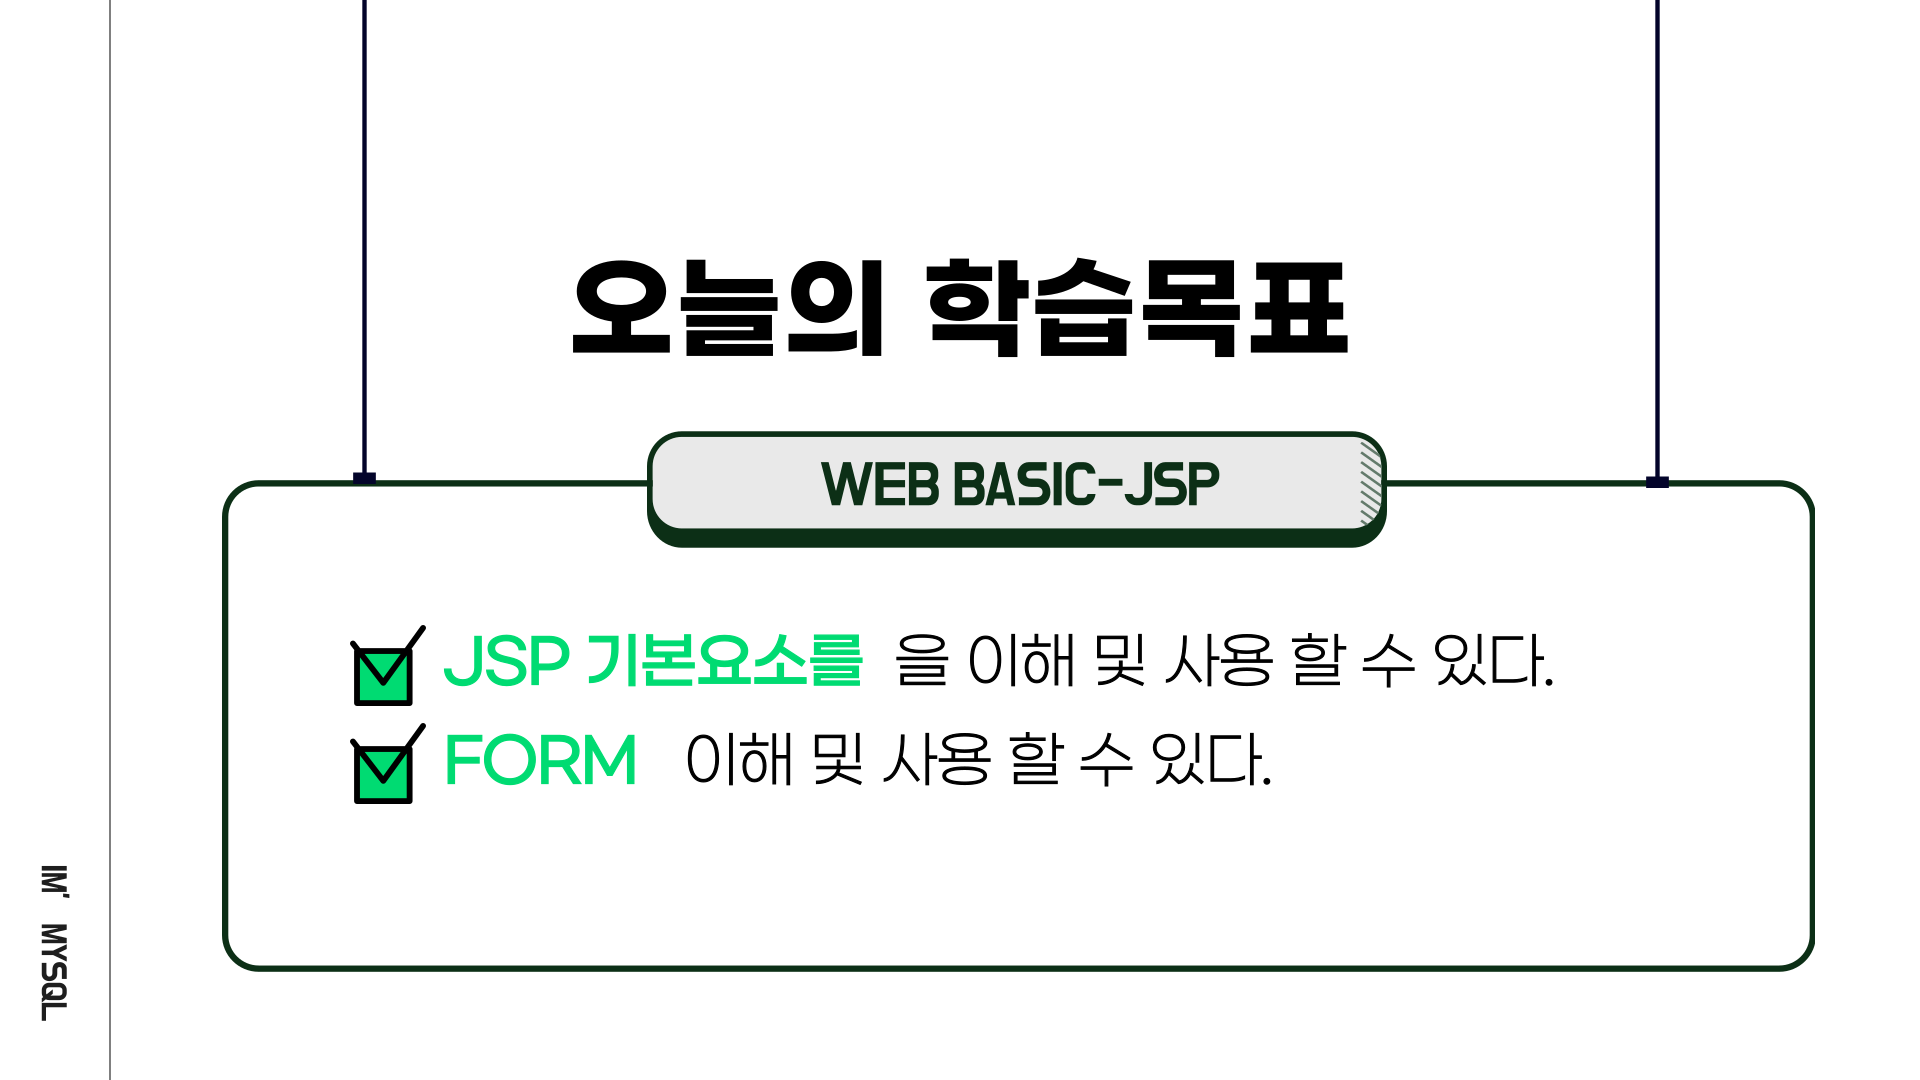 오늘의 학습목표
WEB BASIC-JSP
JSP 기본요소를 을 이해 및 사용 할 수 있다.
FORM 이해 및 사용 할 수 있다.
IM' MYSQL